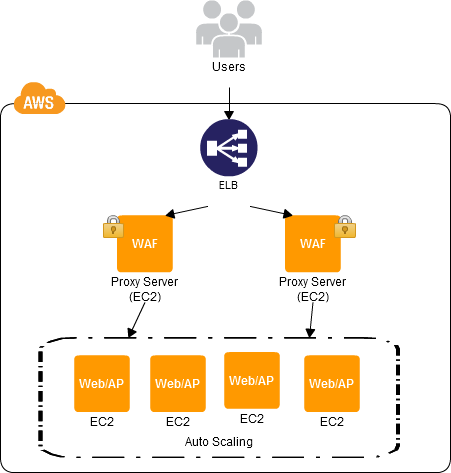 Users
AWS
ELB
WAF
WAF
Proxy Server
(EC2)
Proxy Server
(EC2)
Web/AP
Web/AP
Web/AP
Web/AP
EC2
EC2
EC2
EC2
Auto Scaling